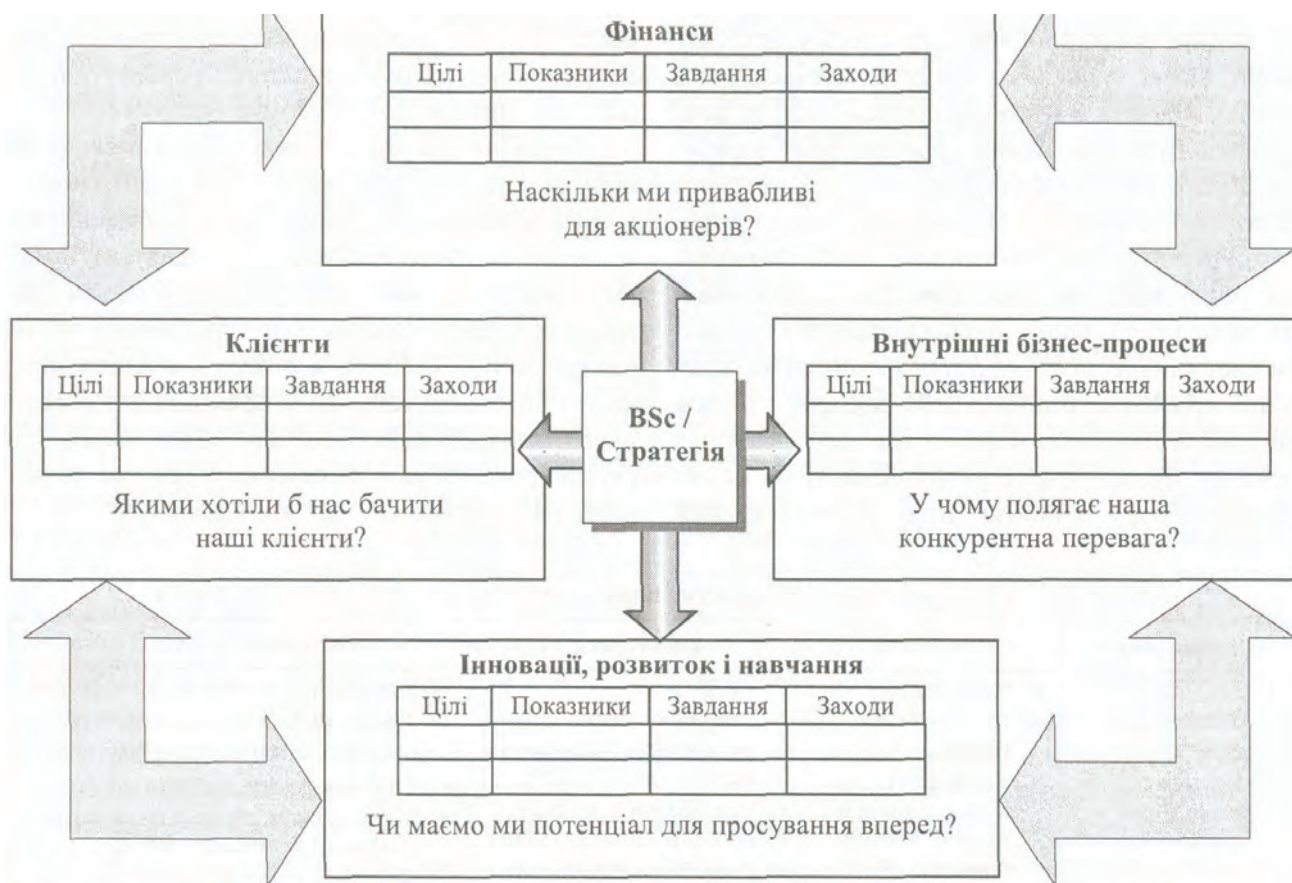 Фінанси
Цілі Показники Завдання Заходи
Наскільки ми привабливі
для акціонерів?
Клієнти
Цілі Показники Завдання Заходи
Якими хотіли б нас бачити
наші клієнти?
BSc /
Стратегія
Внутрішні бізнес-процеси
Цілі Показники Завдання Заходи
У чому полягає наша
конкурентна перевага?
Інновації, розвиток і навчання
Цілі Показники Завдання Заходи
Чи маємо ми потенціал для просування вперед?